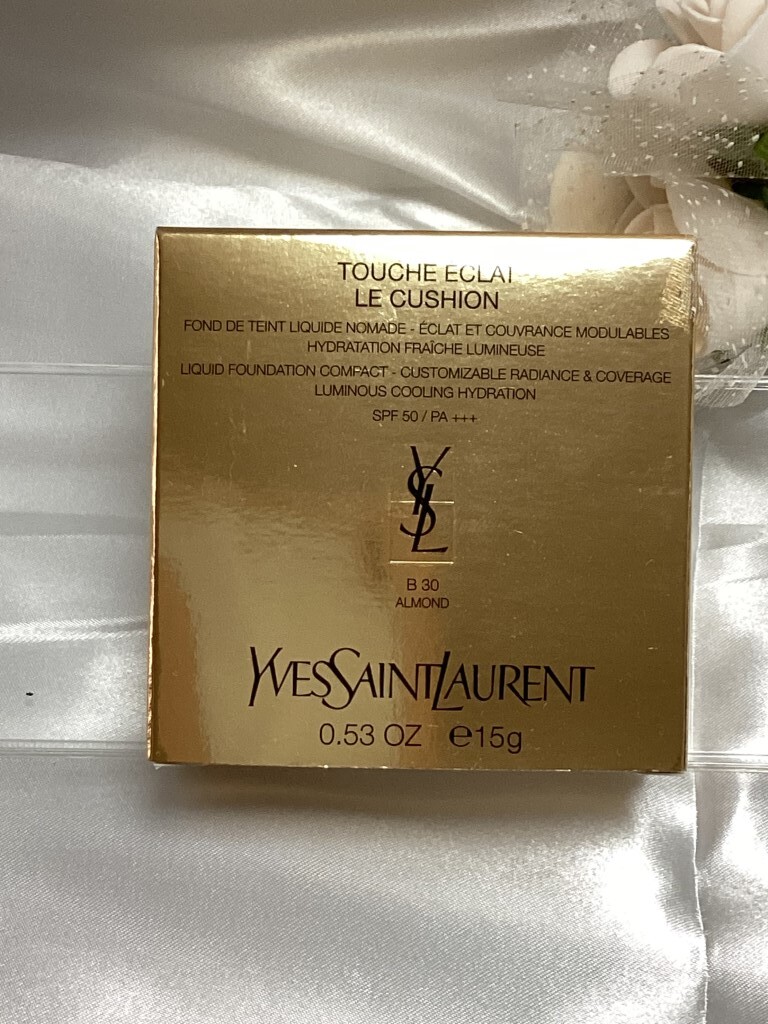 TOUCHE ÉCLAT
LE CUSHION
FOND DE TEINT LIQUIDE NOMADE - ÉCLAT ET COUVRANCE MODULABLES
HYDRATATION FRAÎCHE LUMINEUSE
LIQUID FOUNDATION COMPACT - CUSTOMIZABLE RADIANCE & COVERAGE
LUMINOUS COOLING HYDRATION
SPF 50 / PA +++
YSL
B 30
ALMOND
YVESSAINTLAURENT
0.53 OZ ℮15g